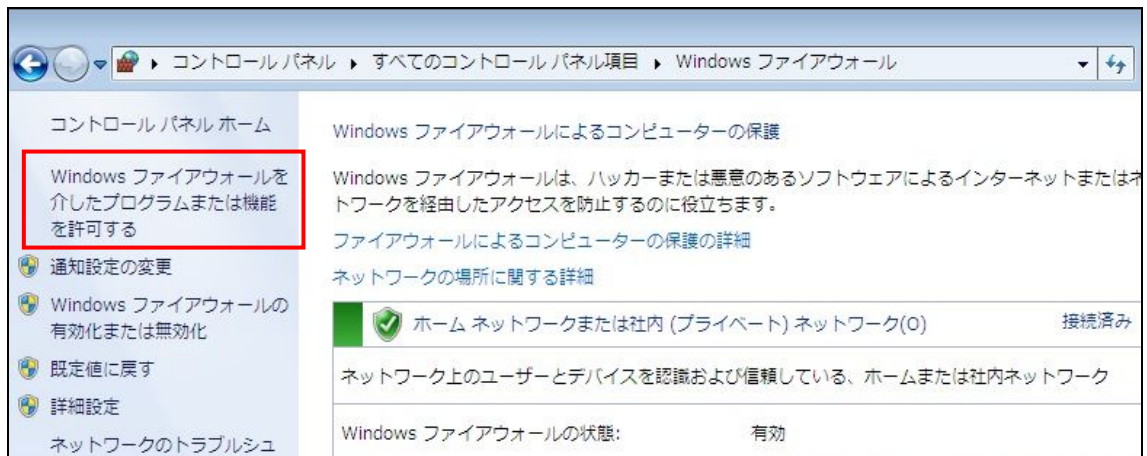 コントロール パネル ▸ すべてのコントロール パネル項目 ▸ Windows ファイアウォール
コントロール パネル ホーム
Windows ファイアウォールを
介したプログラムまたは機能
を許可する
通知設定の変更
Windows ファイアウォールの
有効化または無効化
既定値に戻す
詳細設定
ネットワークのトラブルシュ
Windows ファイアウォールによるコンピューターの保護
Windows ファイアウォールは、ハッカーまたは悪意のあるソフトウェアによるインターネットまたはネ
トワークを経由したアクセスを防止するのに役立ちます。
ファイアウォールによるコンピューターの保護の詳細
ネットワークの場所に関する詳細
ホーム ネットワークまたは社内 (プライベート) ネットワーク(O) 接続済み
ネットワーク上のユーザーとデバイスを認識および信頼している、ホームまたは社内ネットワーク
Windows ファイアウォールの状態: 有効